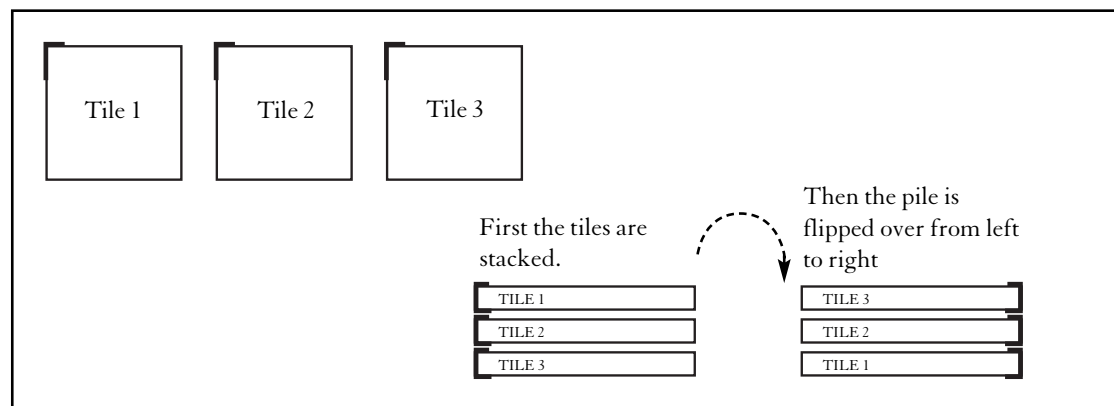 Tile 1
Tile 2
Tile 3
First the tiles are
stacked.
Then the pile is
flipped over from left
to right
TILE 1
TILE 2
TILE 3
TILE 3
TILE 2
TILE 1